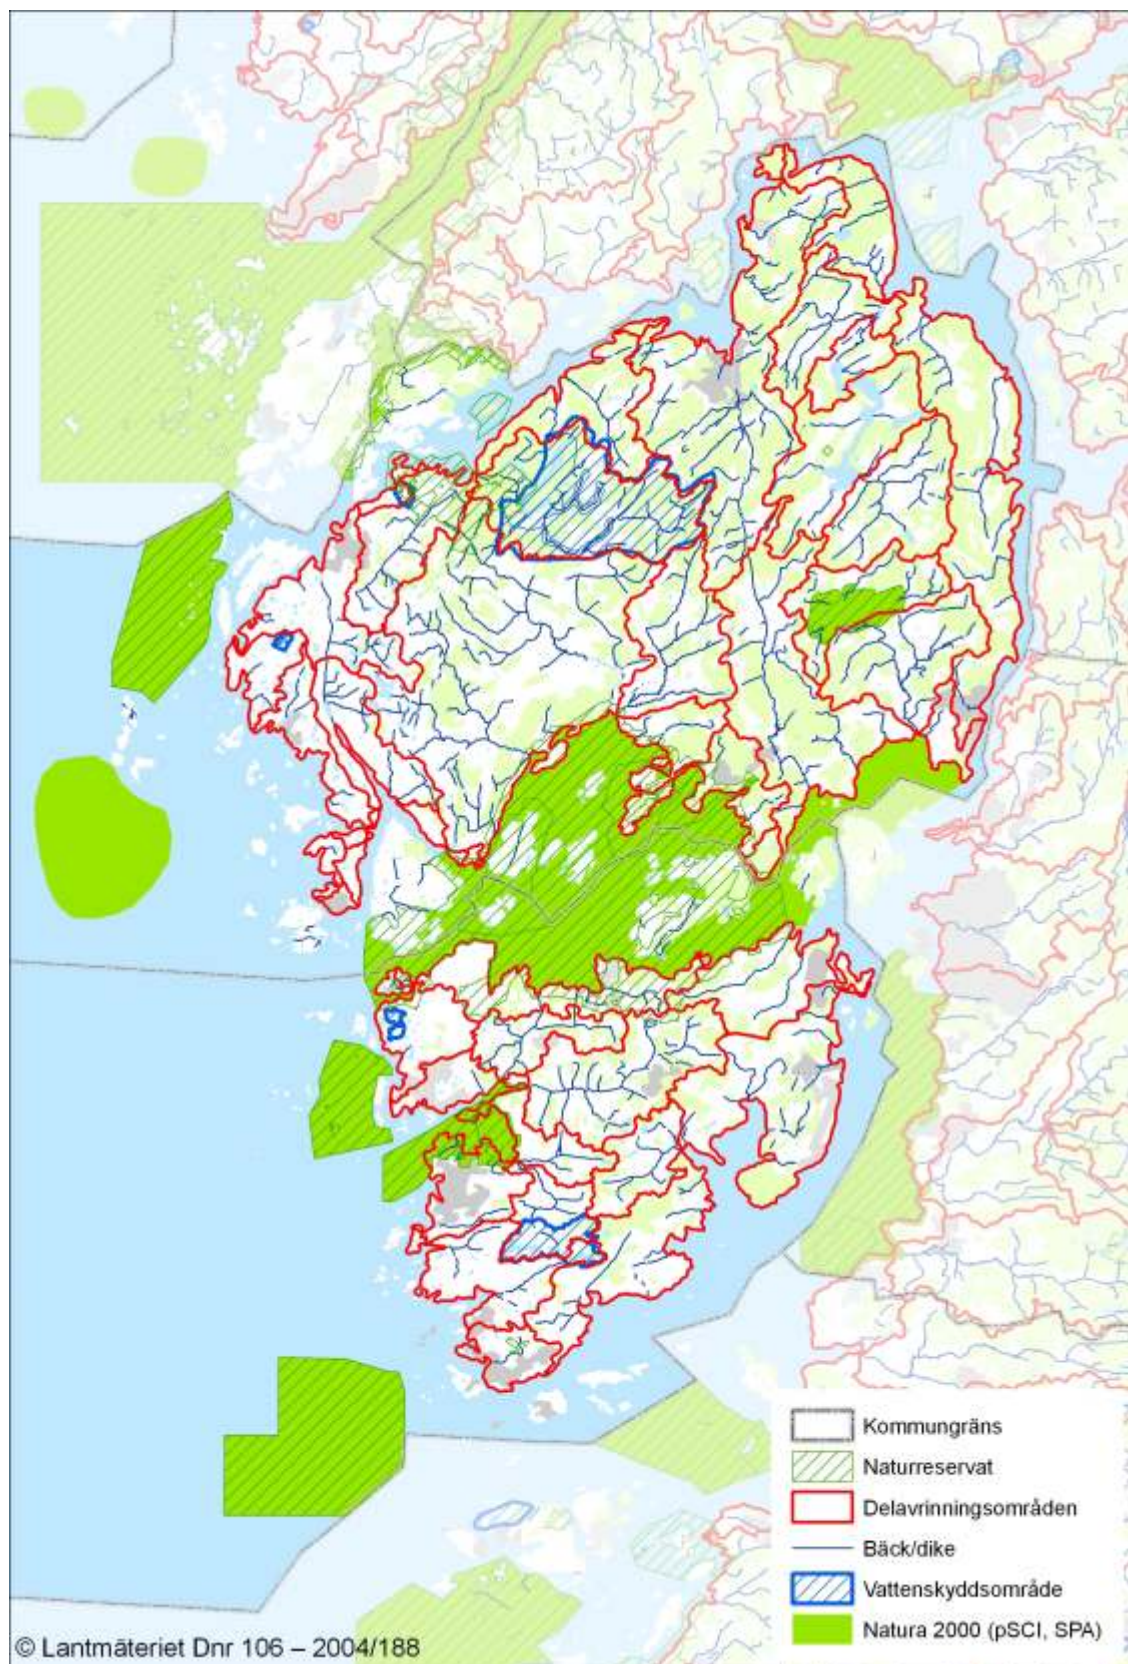 Kommungräns
Naturreservat
Delavrinningsområden
Bäck/dike
Vattenskyddsområde
Natura 2000 (pSCI, SPA)
© Lantmäteriet Dnr 106 – 2004/188